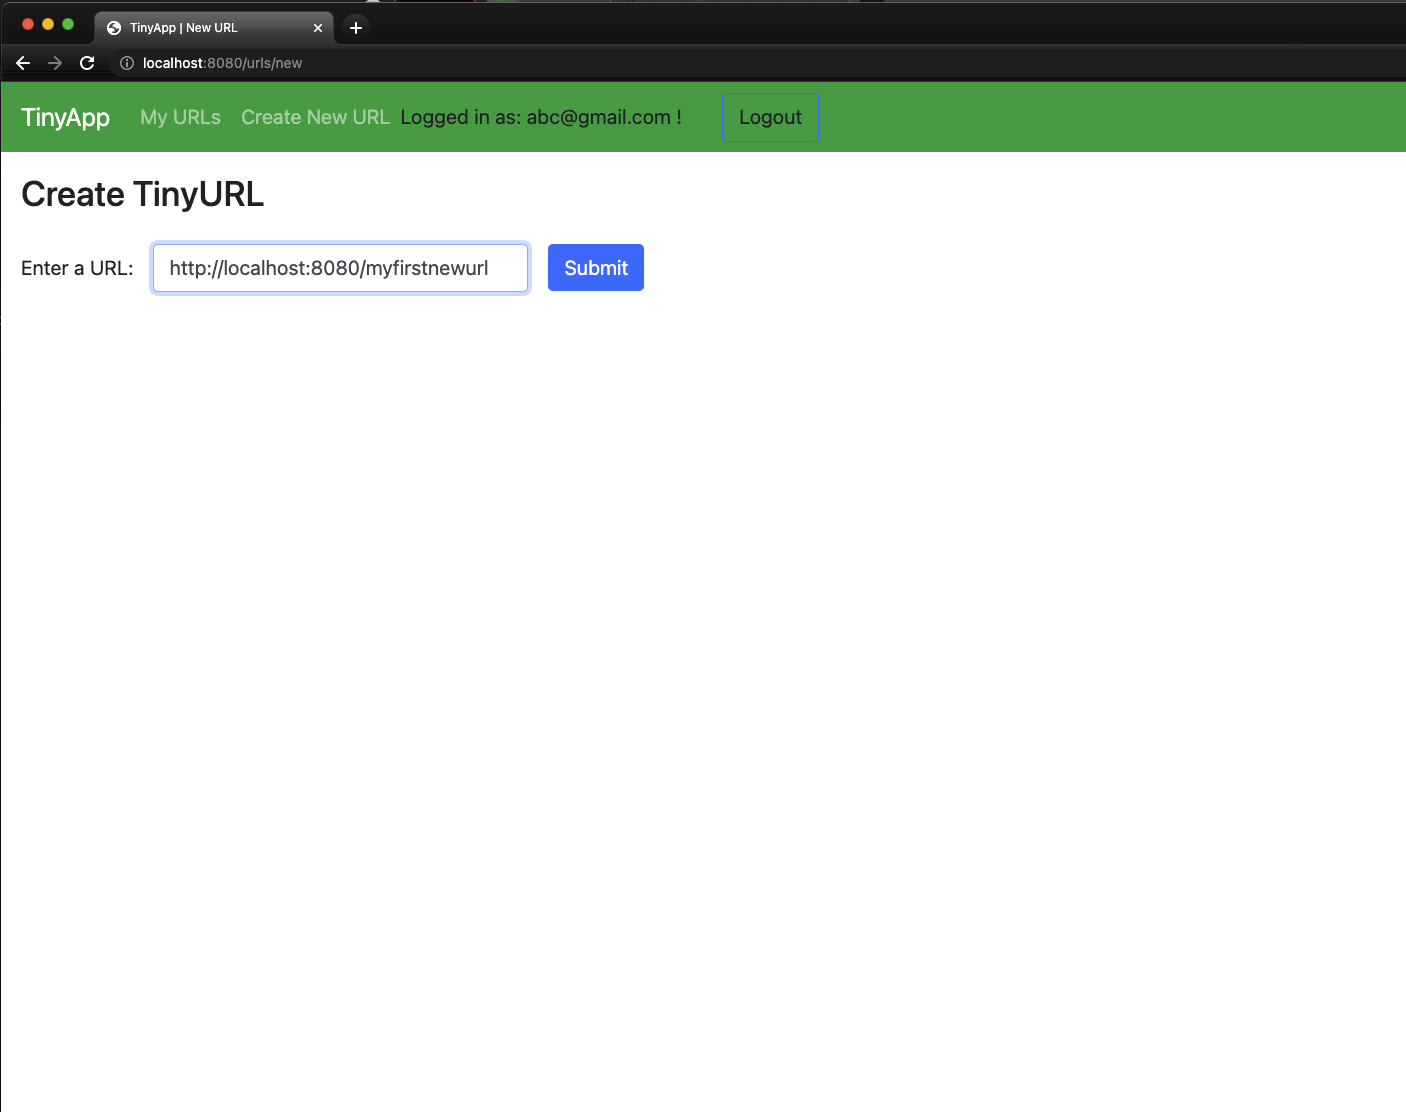 TinyApp | New URL
localhost:8080/urls/new
TinyApp My URLs Create New URL Logged in as: abc@gmail.com ! Logout
Create TinyURL
Enter a URL: http://localhost:8080/myfirstnewurl Submit